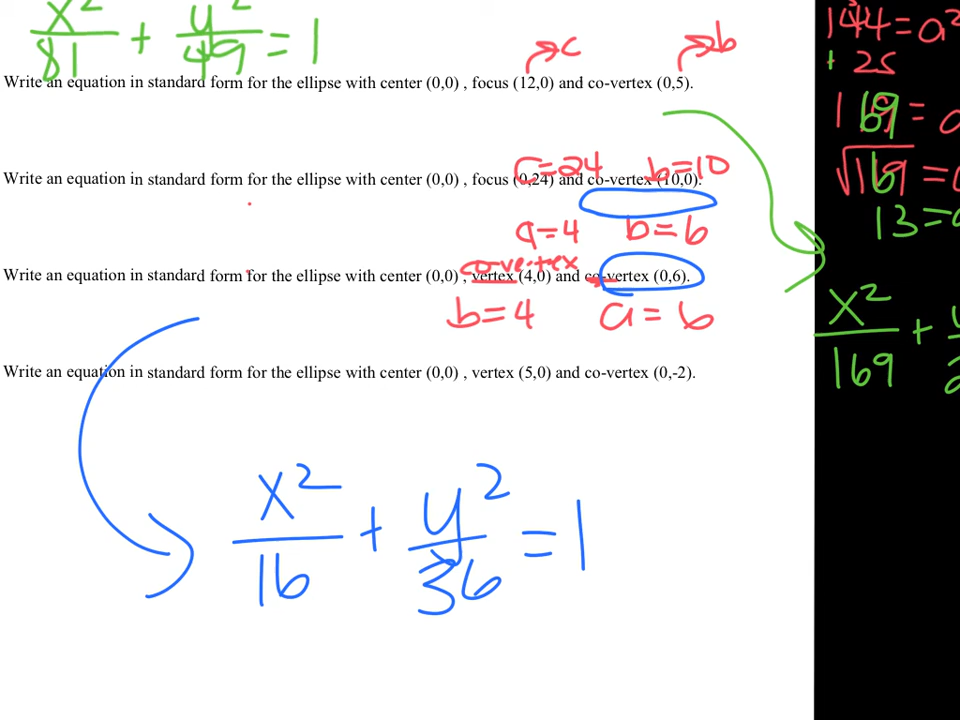 x²/81 + y²/49 = 1
144 = a²
+ 25
→ c
→ b
Write an equation in standard form for the ellipse with center (0,0) , focus (12,0) and co-vertex (0,5).
169 =
c=24 b=10
√169 =
Write an equation in standard form for the ellipse with center (0,0) , focus (0,24) and co-vertex (10,0).
13 =
a=4 b=6
co-vertex
Write an equation in standard form for the ellipse with center (0,0) , vertex (4,0) and co-vertex (0,6).
b=4 a=6
x²/169 +
Write an equation in standard form for the ellipse with center (0,0) , vertex (5,0) and co-vertex (0,-2).
x²/16 + y²/36 = 1